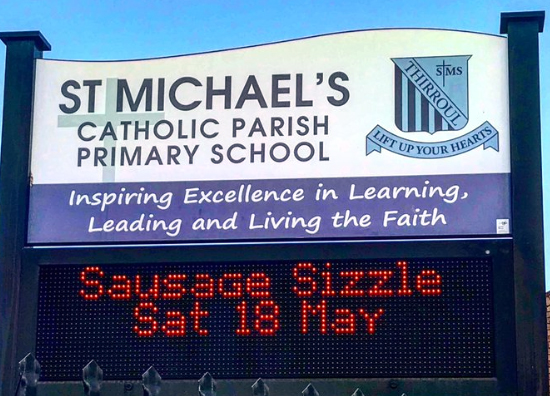 ST MICHAEL'S
CATHOLIC PARISH
PRIMARY SCHOOL
STMS
THIRROUL
LIFT UP YOUR HEARTS
Inspiring Excellence in Learning,
Leading and Living the Faith
Sausage Sizzle
Sat 18 May